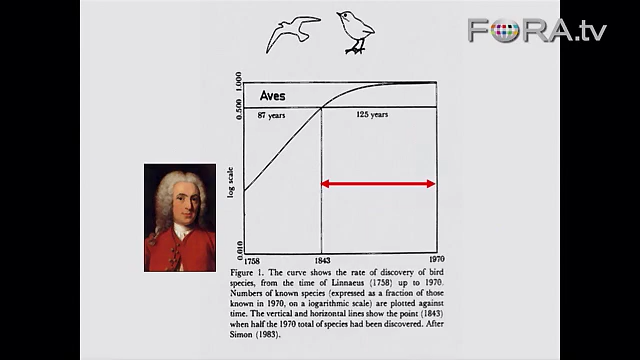 FORA.tv
1.000
Aves
0.500
87 years
125 years
log scale
0.010
1758
1843
1970
Figure 1. The curve shows the rate of discovery of bird
species, from the time of Linnaeus (1758) up to 1970.
Numbers of known species (expressed as a fraction of those
known in 1970, on a logarithmic scale) are plotted against
time. The vertical and horizontal lines show the point (1843)
when half the 1970 total of species had been discovered. After
Simon (1983).